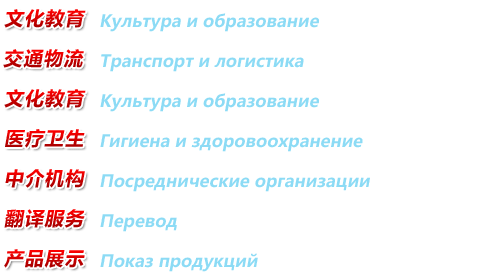 文化教育 Культура и образование
交通物流 Транспорт и логистика
文化教育 Культура и образование
医疗卫生 Гигиена и здоровоохранение
中介机构 Посреднические организации
翻译服务 Перевод
产品展示 Показ продукций